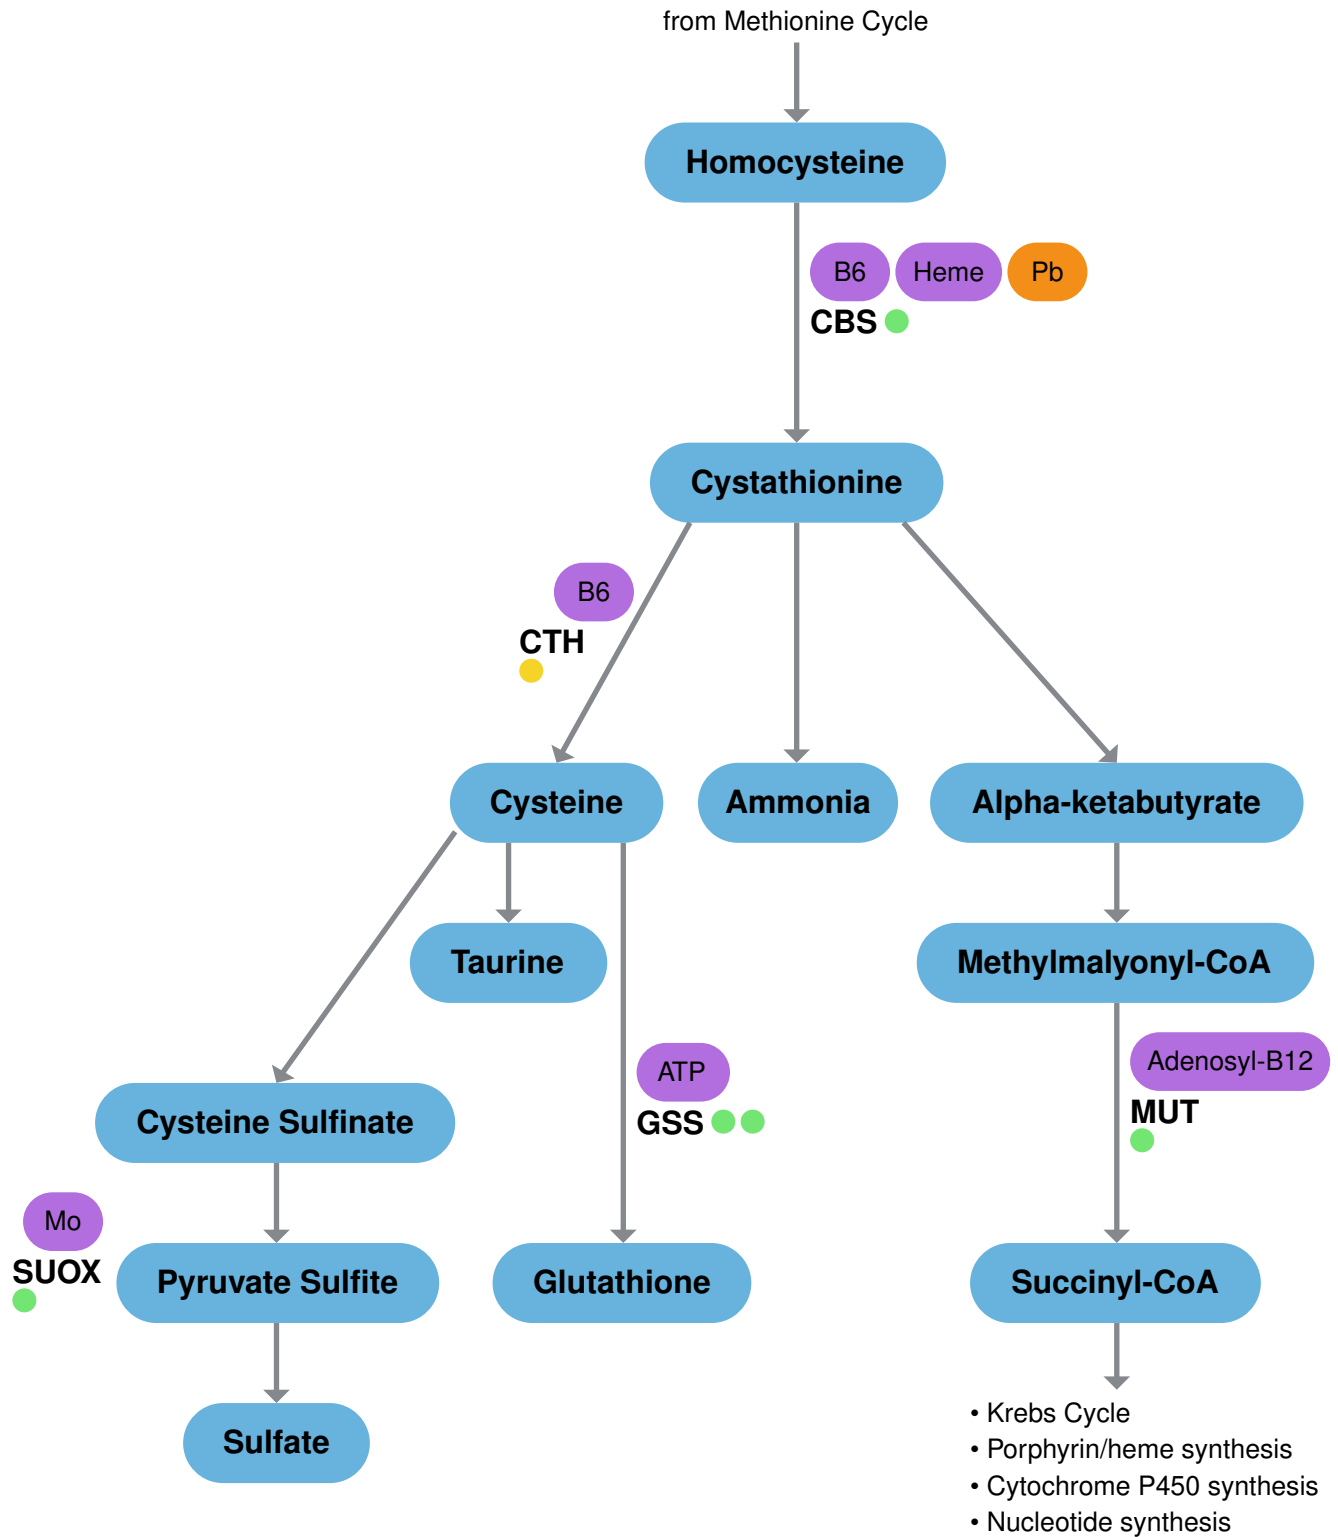 from Methionine Cycle
Homocysteine
B6 Heme Pb
CBS
Cystathionine
B6
CTH
Cysteine
Ammonia
Alpha-ketabutyrate
Taurine
Methylmalyonyl-CoA
ATP
GSS
Adenosyl-B12
MUT
Cysteine Sulfinate
Mo
SUOX
Pyruvate Sulfite
Glutathione
Succinyl-CoA
Sulfate
• Krebs Cycle
• Porphyrin/heme synthesis
• Cytochrome P450 synthesis
• Nucleotide synthesis